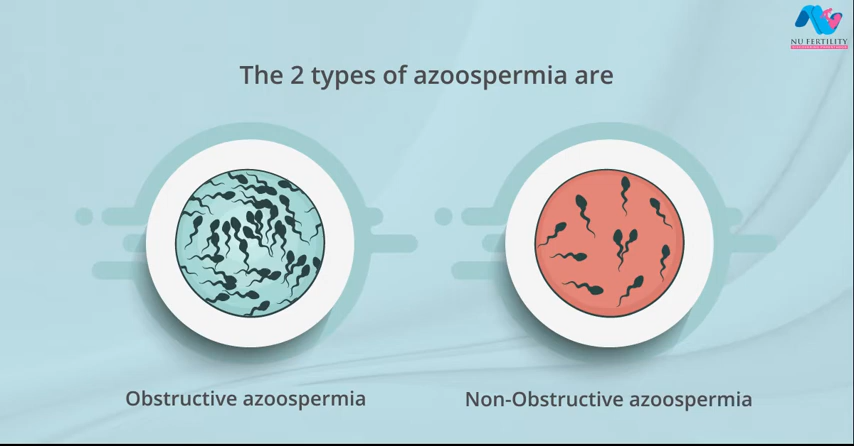 NU FERTILITY
The 2 types of azoospermia are
Obstructive azoospermia
Non-Obstructive azoospermia